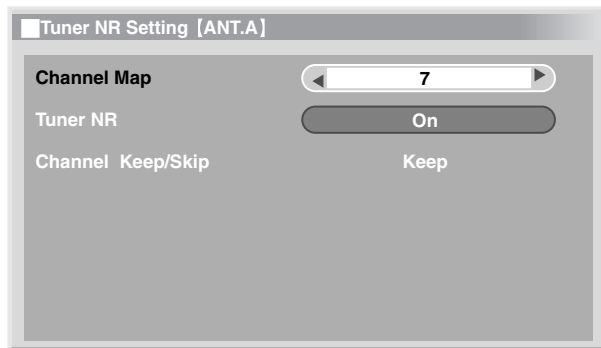 Tuner NR Setting【ANT.A】
Channel Map 7
Tuner NR On
Channel Keep/Skip Keep